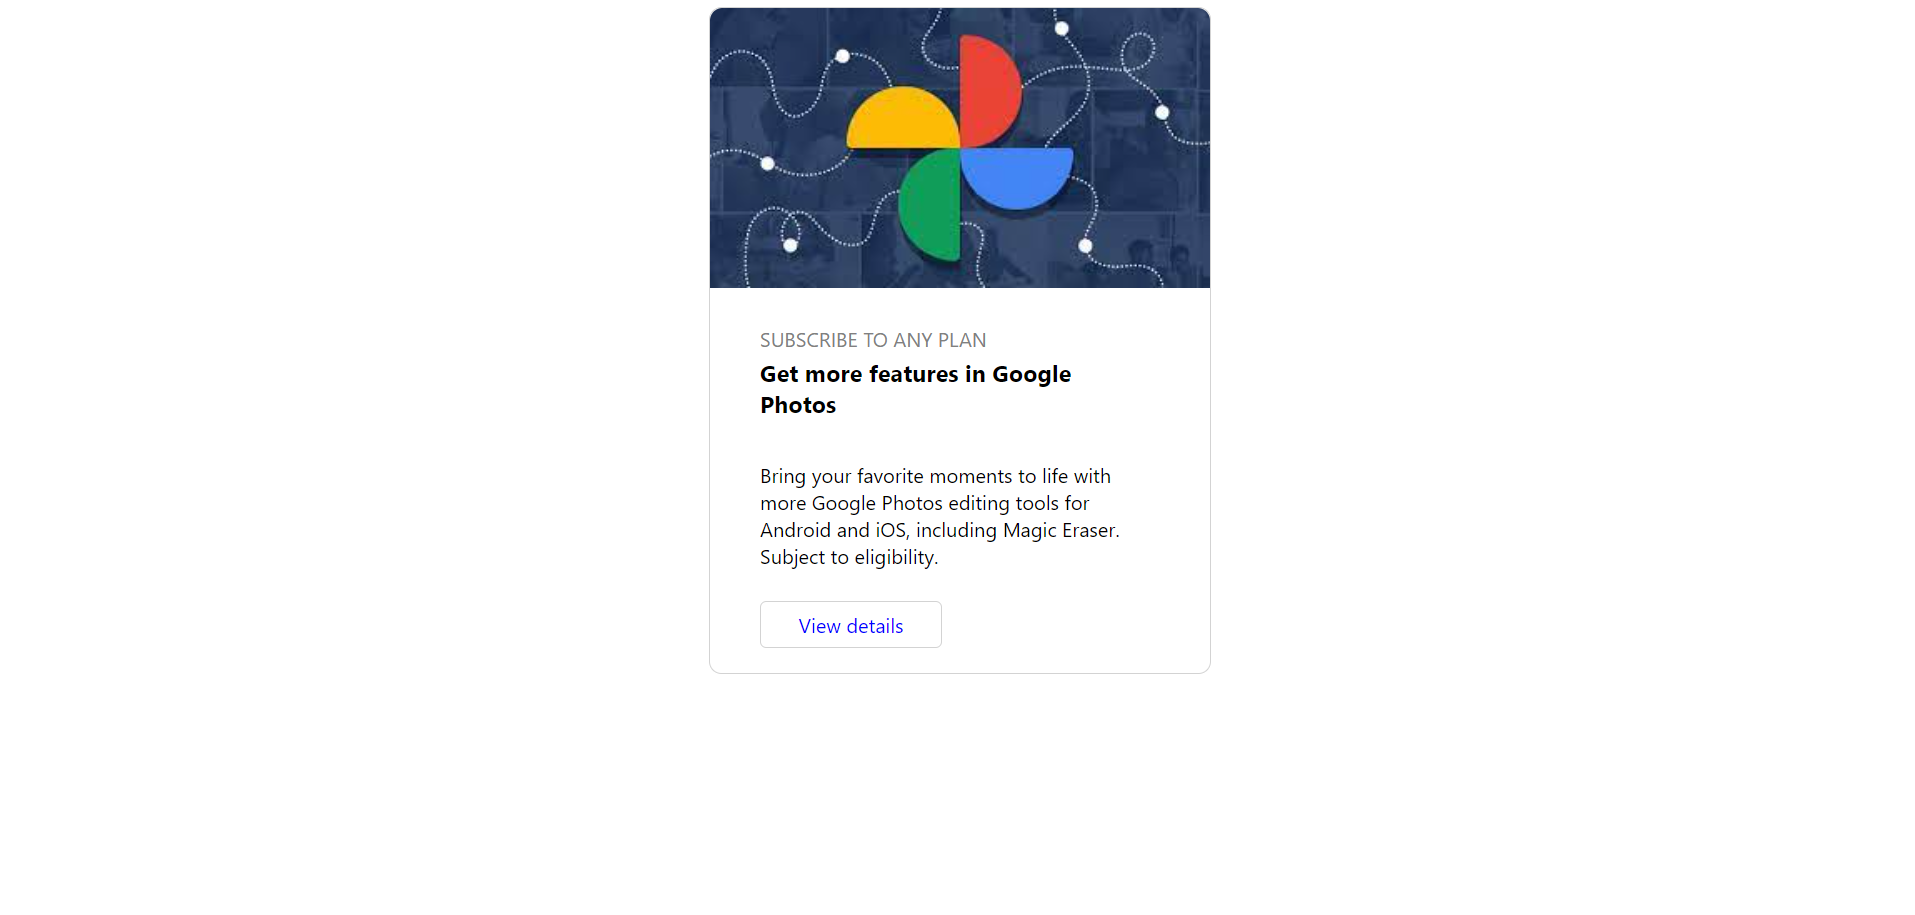 SUBSCRIBE TO ANY PLAN
Get more features in Google
Photos
Bring your favorite moments to life with
more Google Photos editing tools for
Android and iOS, including Magic Eraser.
Subject to eligibility.
View details